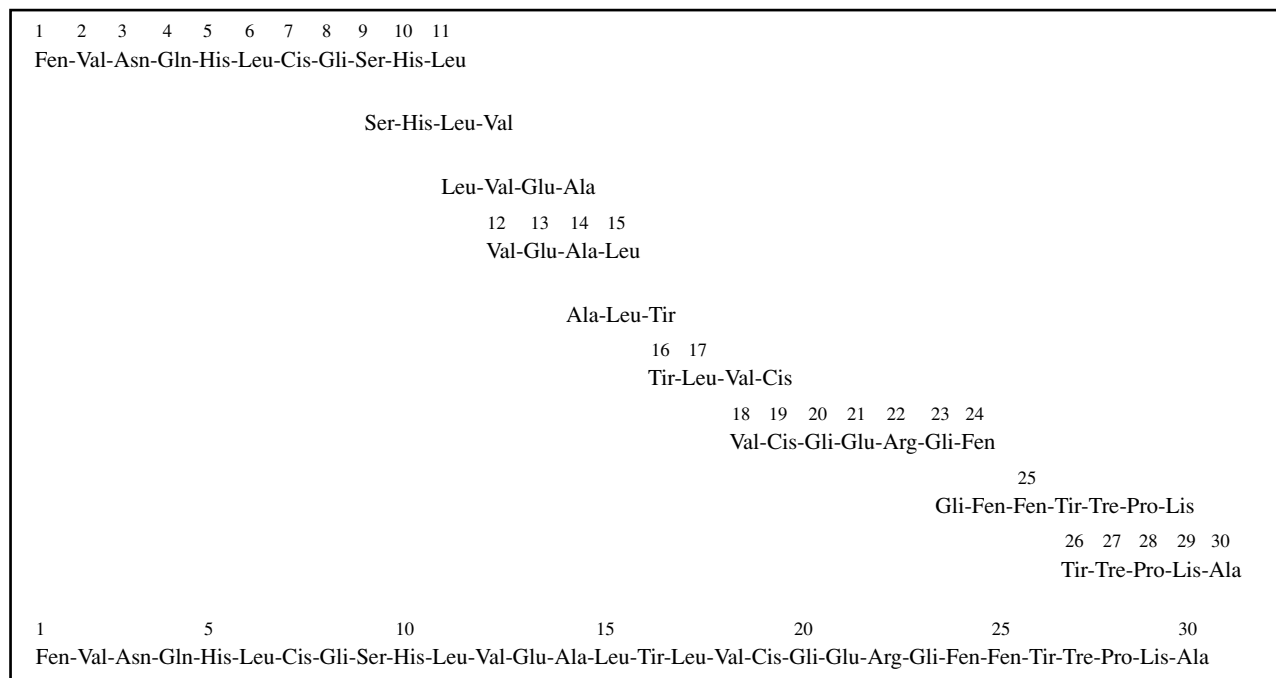 1 2 3 4 5 6 7 8 9 10 11
Fen-Val-Asn-Gln-His-Leu-Cis-Gli-Ser-His-Leu
Ser-His-Leu-Val
Leu-Val-Glu-Ala
12 13 14 15
Val-Glu-Ala-Leu
Ala-Leu-Tir
16 17
Tir-Leu-Val-Cis
18 19 20 21 22 23 24
Val-Cis-Gli-Glu-Arg-Gli-Fen
25
Gli-Fen-Fen-Tir-Tre-Pro-Lis
26 27 28 29 30
Tir-Tre-Pro-Lis-Ala
1 5 10 15 20 25 30
Fen-Val-Asn-Gln-His-Leu-Cis-Gli-Ser-His-Leu-Val-Glu-Ala-Leu-Tir-Leu-Val-Cis-Gli-Glu-Arg-Gli-Fen-Fen-Tir-Tre-Pro-Lis-Ala